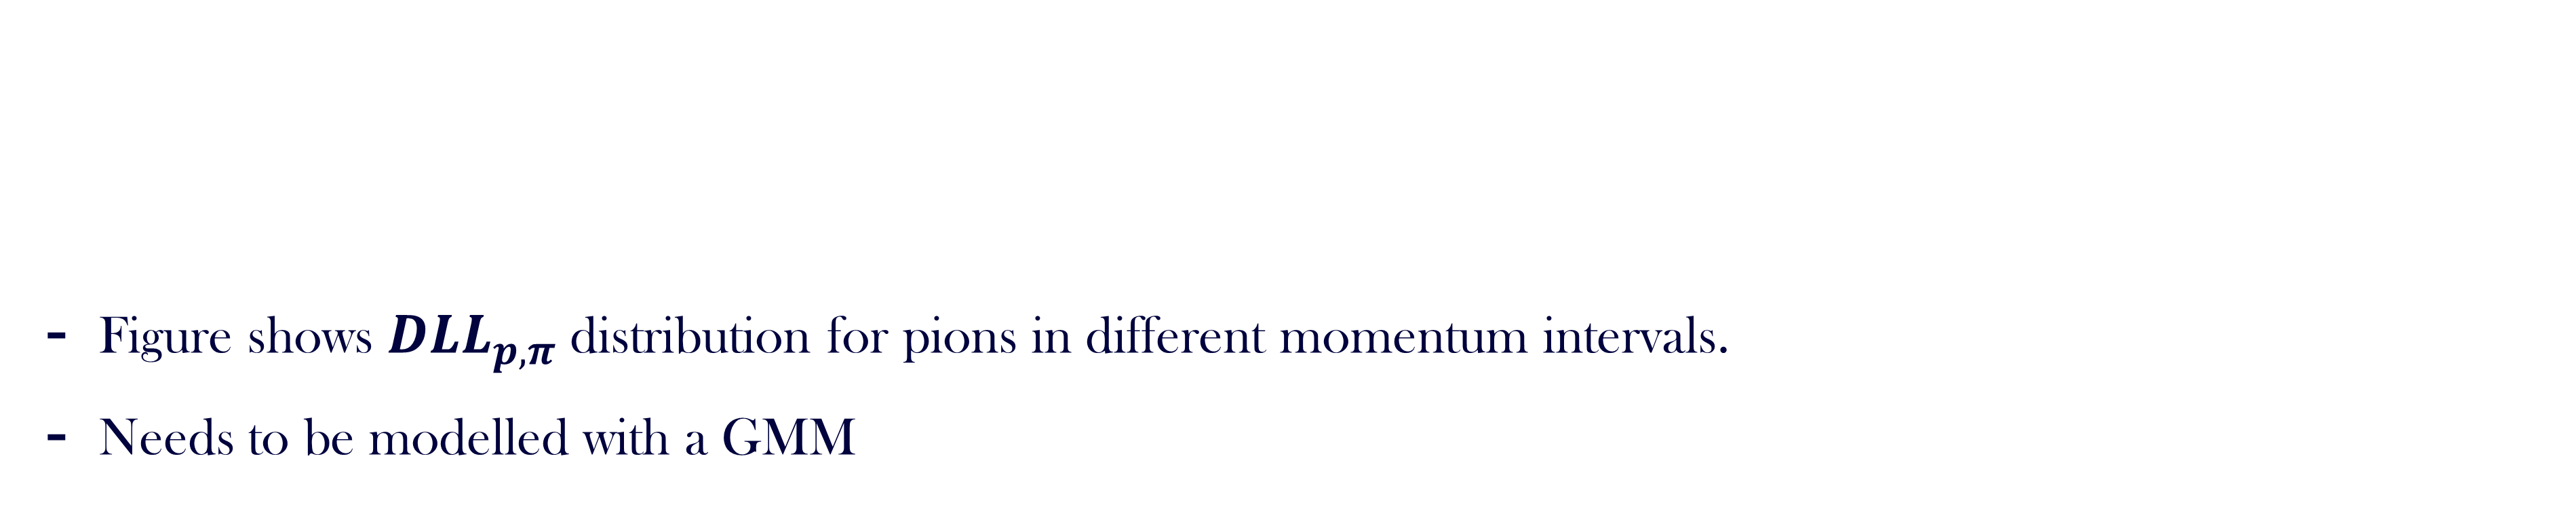 - Figure shows DLL_{p,π} distribution for pions in different momentum intervals.
- Needs to be modelled with a GMM